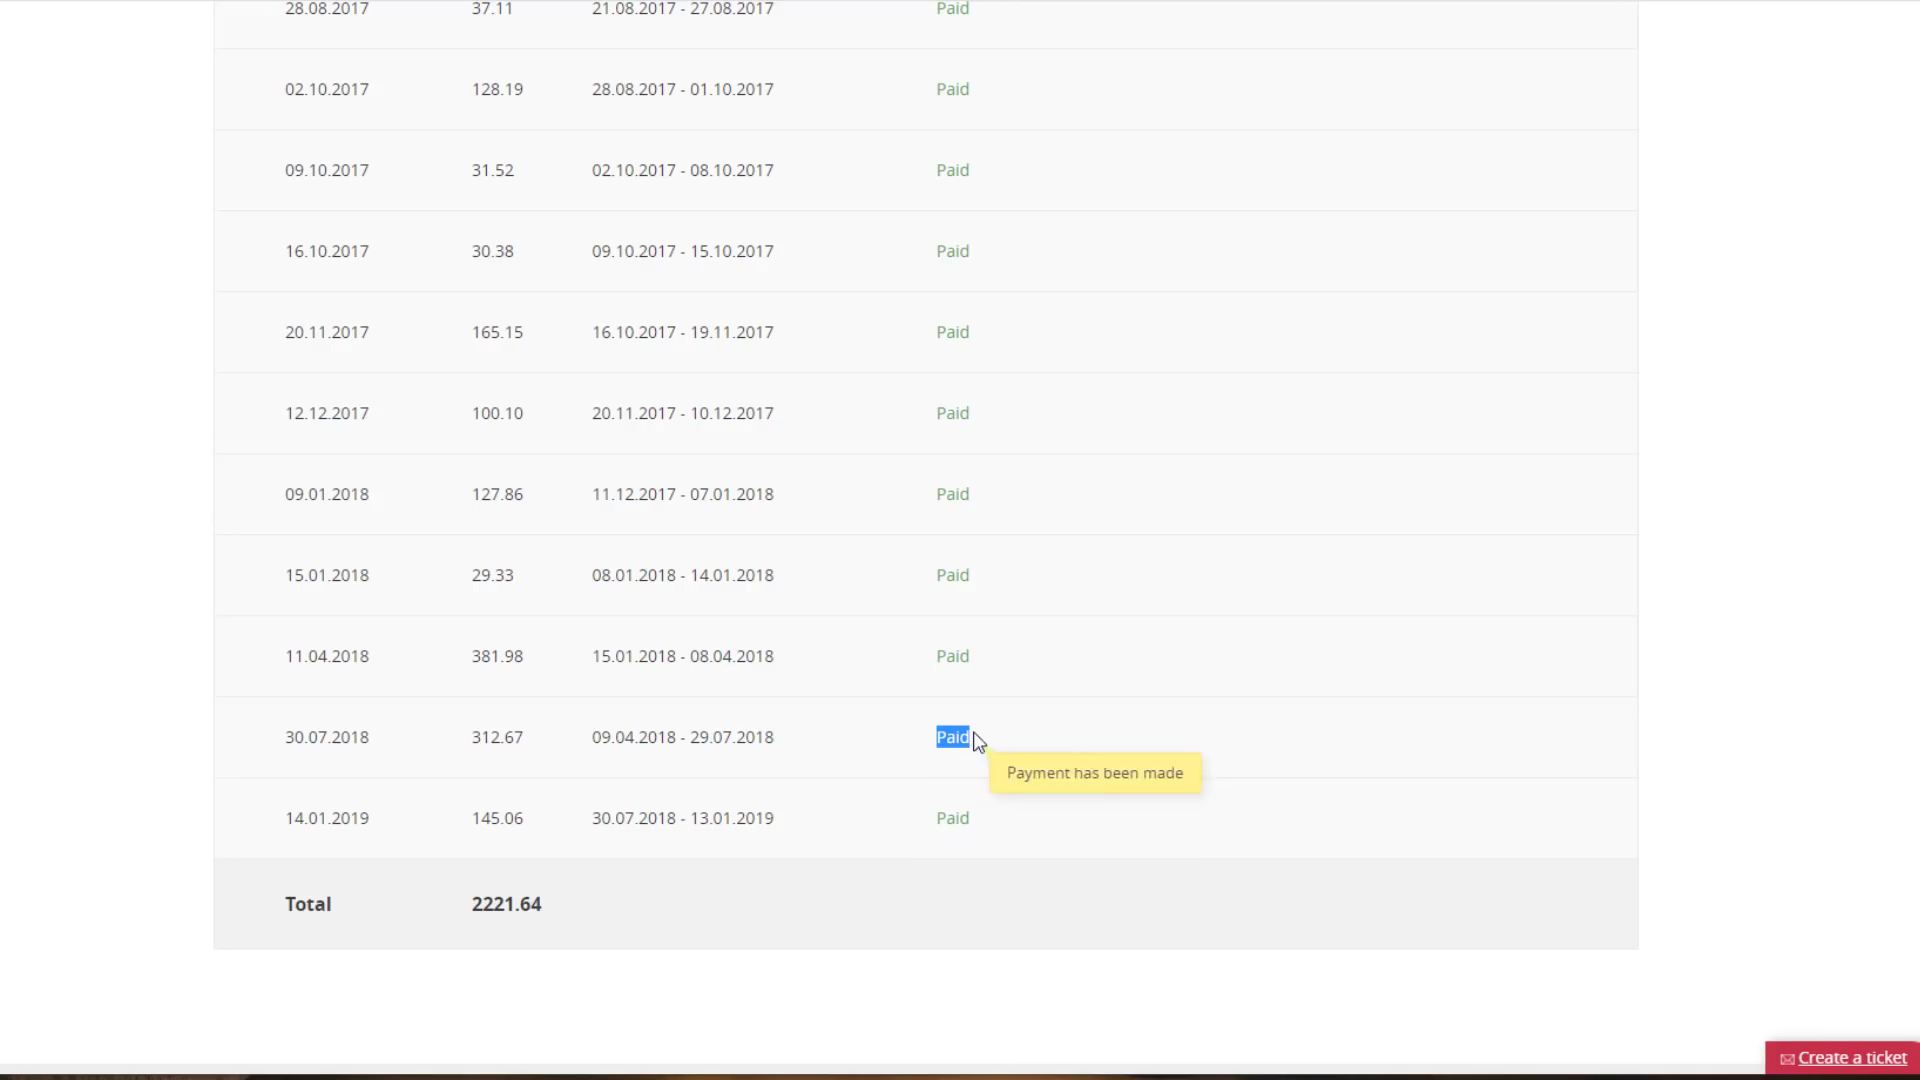 28.08.2017 37.11 21.08.2017 - 27.08.2017 Paid
02.10.2017 128.19 28.08.2017 - 01.10.2017 Paid
09.10.2017 31.52 02.10.2017 - 08.10.2017 Paid
16.10.2017 30.38 09.10.2017 - 15.10.2017 Paid
20.11.2017 165.15 16.10.2017 - 19.11.2017 Paid
12.12.2017 100.10 20.11.2017 - 10.12.2017 Paid
09.01.2018 127.86 11.12.2017 - 07.01.2018 Paid
15.01.2018 29.33 08.01.2018 - 14.01.2018 Paid
11.04.2018 381.98 15.01.2018 - 08.04.2018 Paid
30.07.2018 312.67 09.04.2018 - 29.07.2018 Paid
Payment has been made
14.01.2019 145.06 30.07.2018 - 13.01.2019 Paid
Total 2221.64
Create a ticket